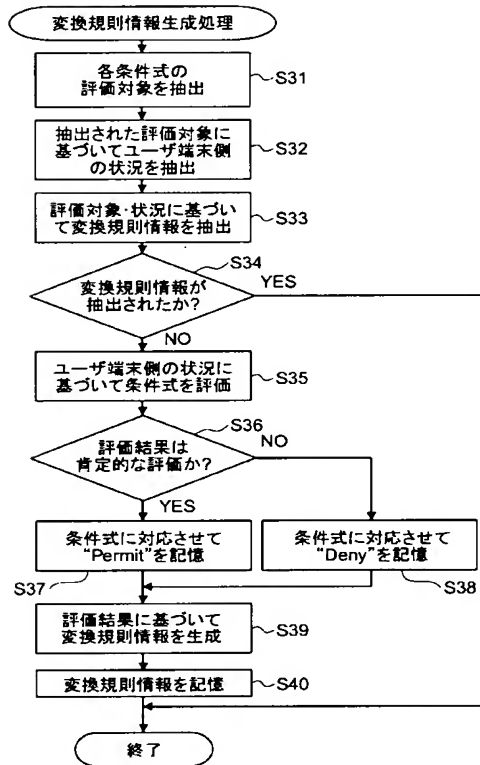 変換規則情報生成処理
各条件式の
評価対象を抽出
S31
抽出された評価対象に
基づいてユーザ端末側
の状況を抽出
S32
評価対象・状況に基づい
て変換規則情報を抽出
S33
S34
変換規則情報が
抽出されたか?
YES
NO
ユーザ端末側の状況に
基づいて条件式を評価
S35
S36
評価結果は
肯定的な評価か?
NO
YES
条件式に対応させて
“Permit”を記憶
S37
条件式に対応させて
“Deny”を記憶
S38
評価結果に基づいて
変換規則情報を生成
S39
変換規則情報を記憶
S40
終了